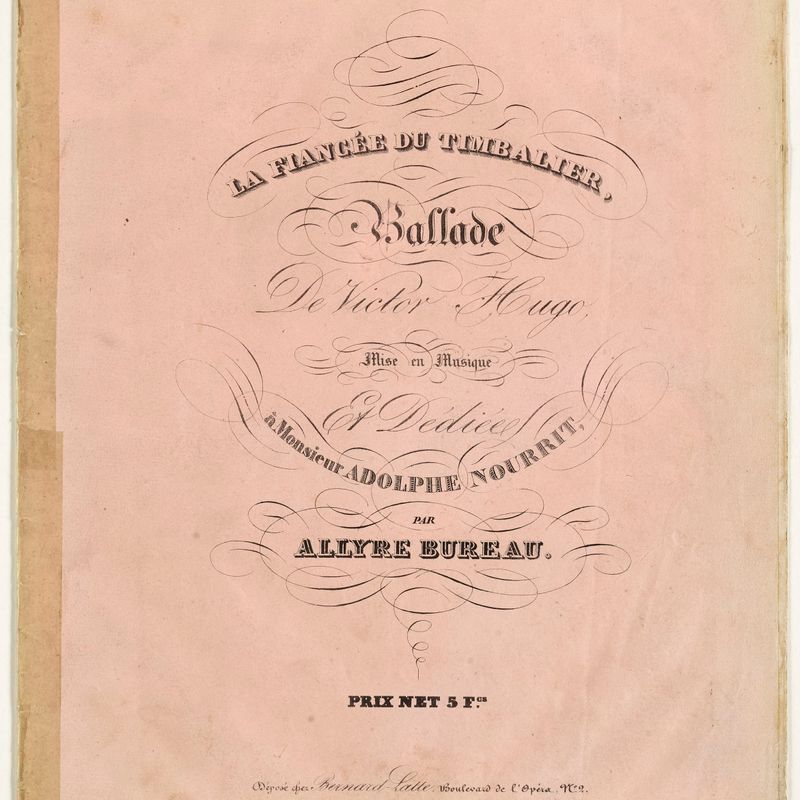 LA FIANCÉE DU TIMBALIER,
Ballade
De Victor Hugo,
Mise en Musique
Et Dédiée
à Monsieur ADOLPHE NOURRIT,
PAR
ALLYRE BUREAU.
PRIX NET 5 F.cs
Déposé chez Bernard-Latte, Boulevard de l'Opéra, No. 2.